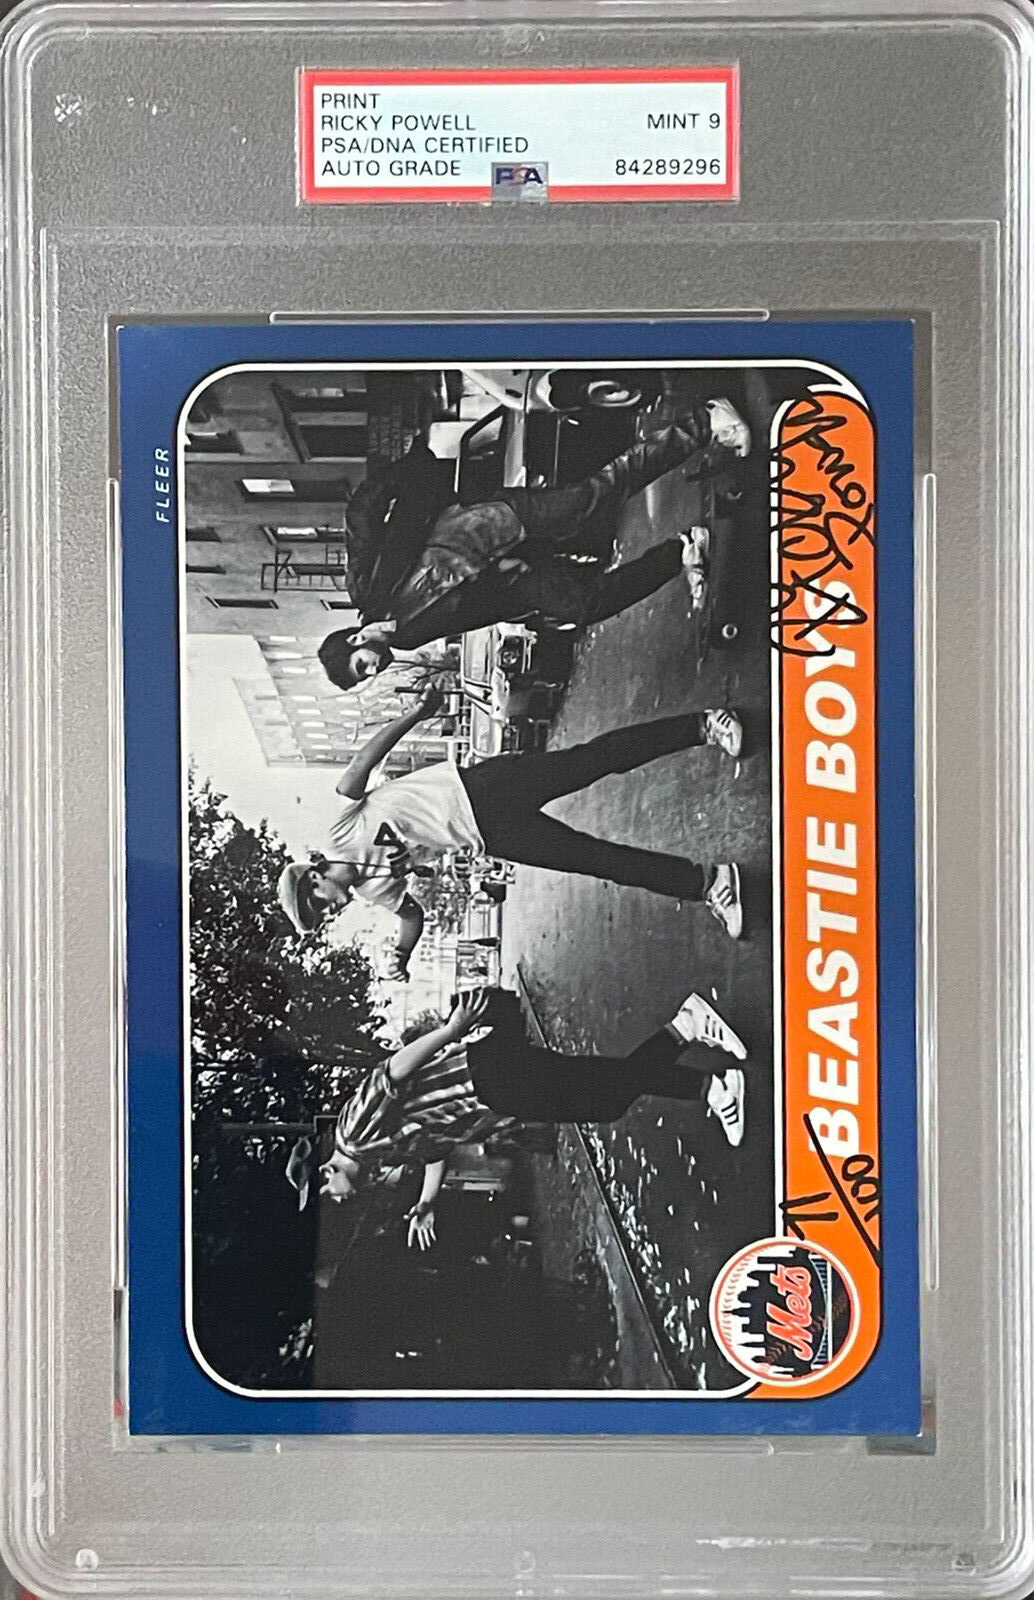 PRINT
RICKY POWELL
PSA/DNA CERTIFIED
AUTO GRADE
MINT 9
84289296
PSA
FLEER
BEASTIE BOYS
Mets